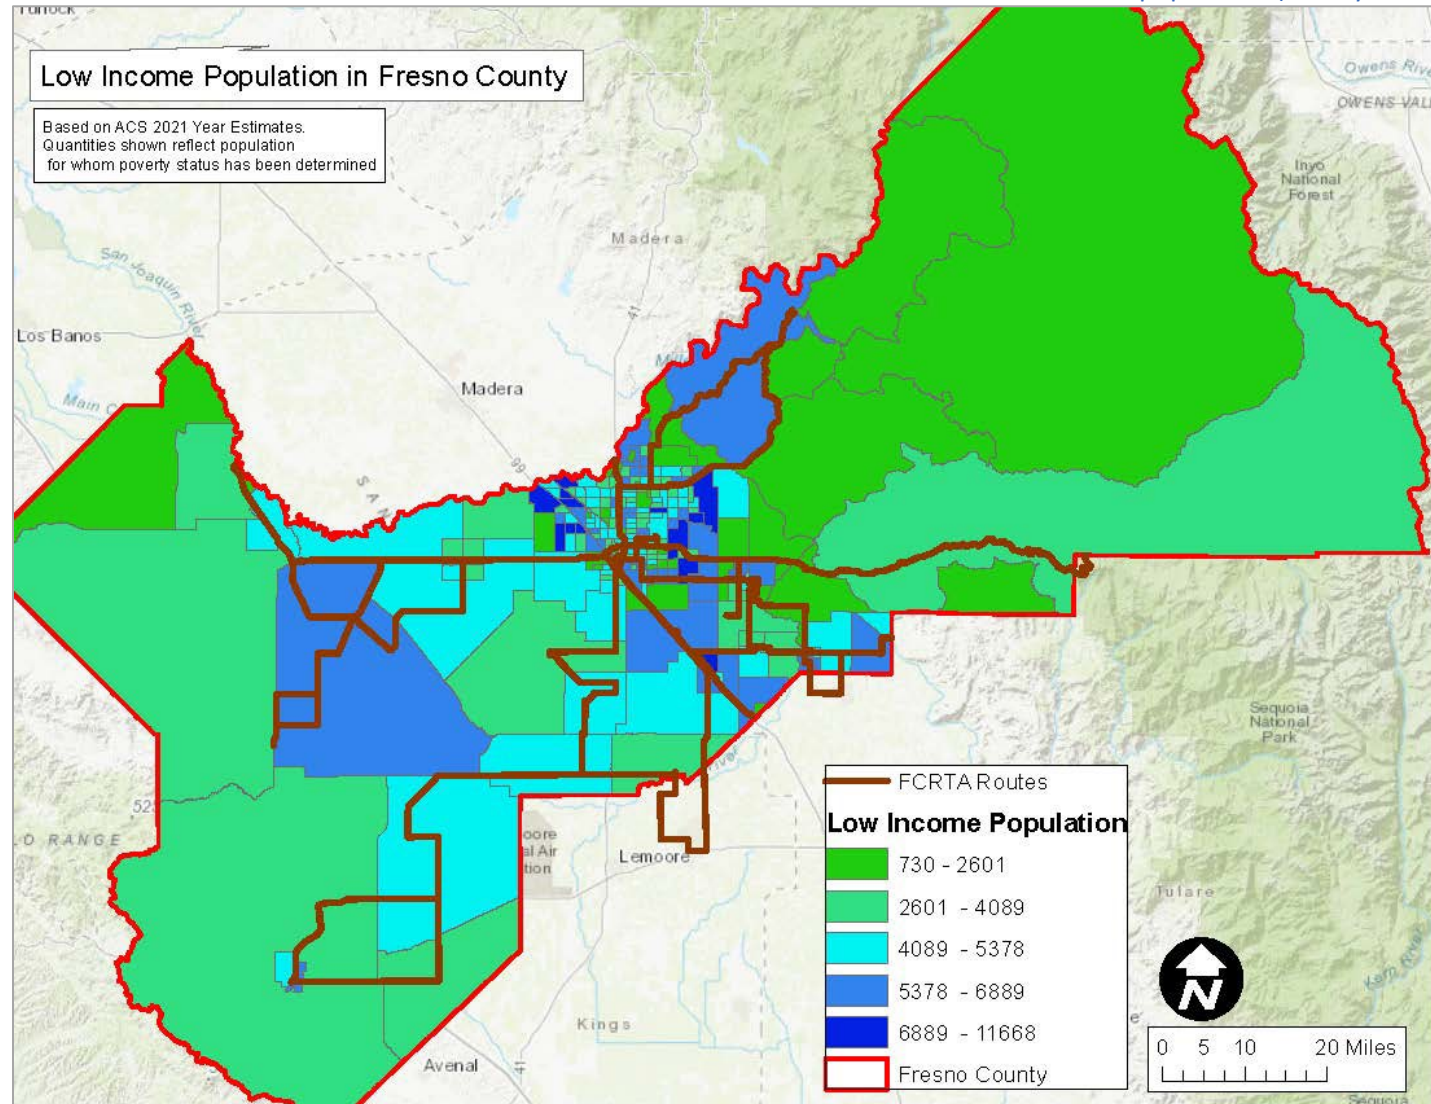 Low Income Population in Fresno County
Based on ACS 2021 Year Estimates.
Quantities shown reflect population
for whom poverty status has been determined
Owens
OWENS
Inyo
National
Forest
Madera
San Joaquin River
41
Los Banos
Main
Madera
99
SAN
Sequoia
National
Park
RANGE
Lemoore
Tulare
Kern River
Kings
Avenal
41
FCRTA Routes
Low Income Population
730 - 2601
2601 - 4089
4089 - 5378
5378 - 6889
6889 - 11668
Fresno County
N
0 5 10 20 Miles